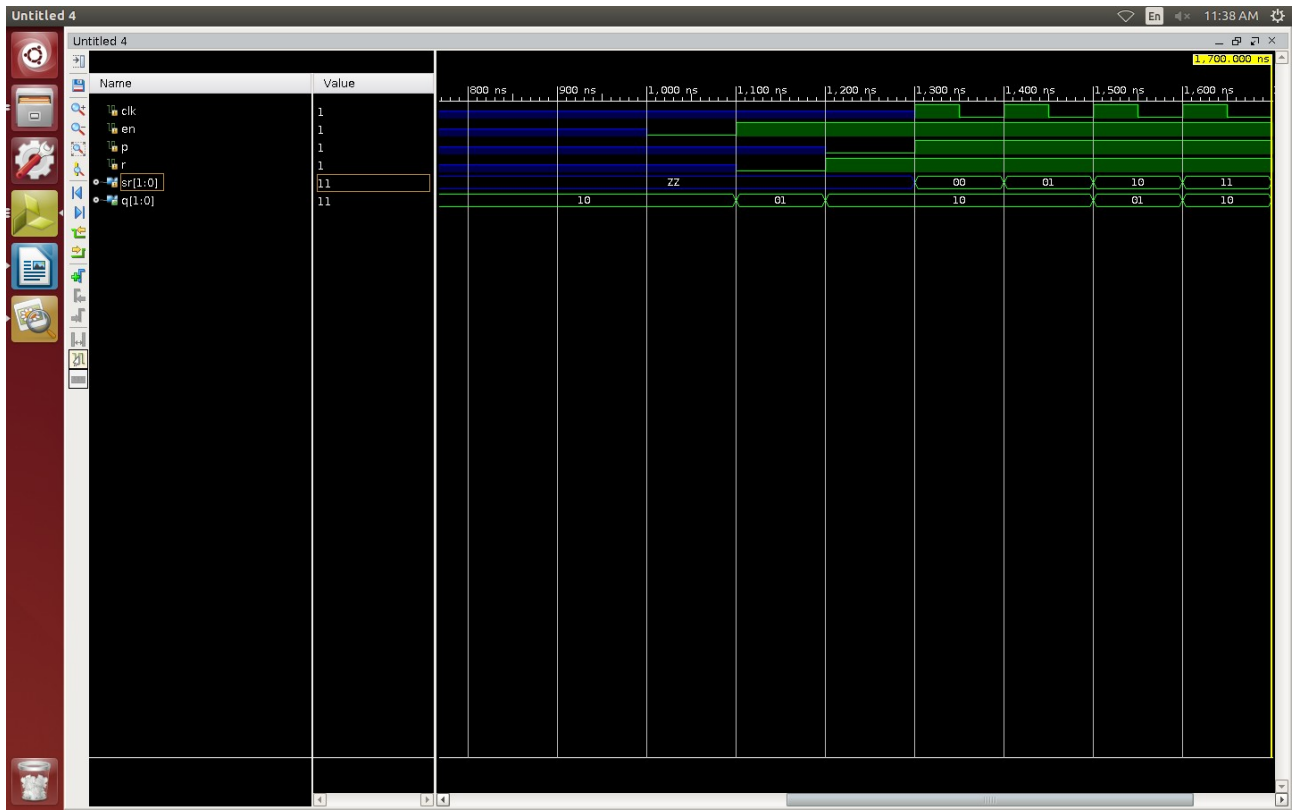 Untitled 4
En 11:38 AM
Untitled 4
1,700.000 ns
Name Value
800 ns 900 ns 1,000 ns 1,100 ns 1,200 ns 1,300 ns 1,400 ns 1,500 ns 1,600 ns
clk 1
en 1
p 1
r 1
sr[1:0] 11 ZZ 00 01 10 11
q[1:0] 11 10 01 10 01 10